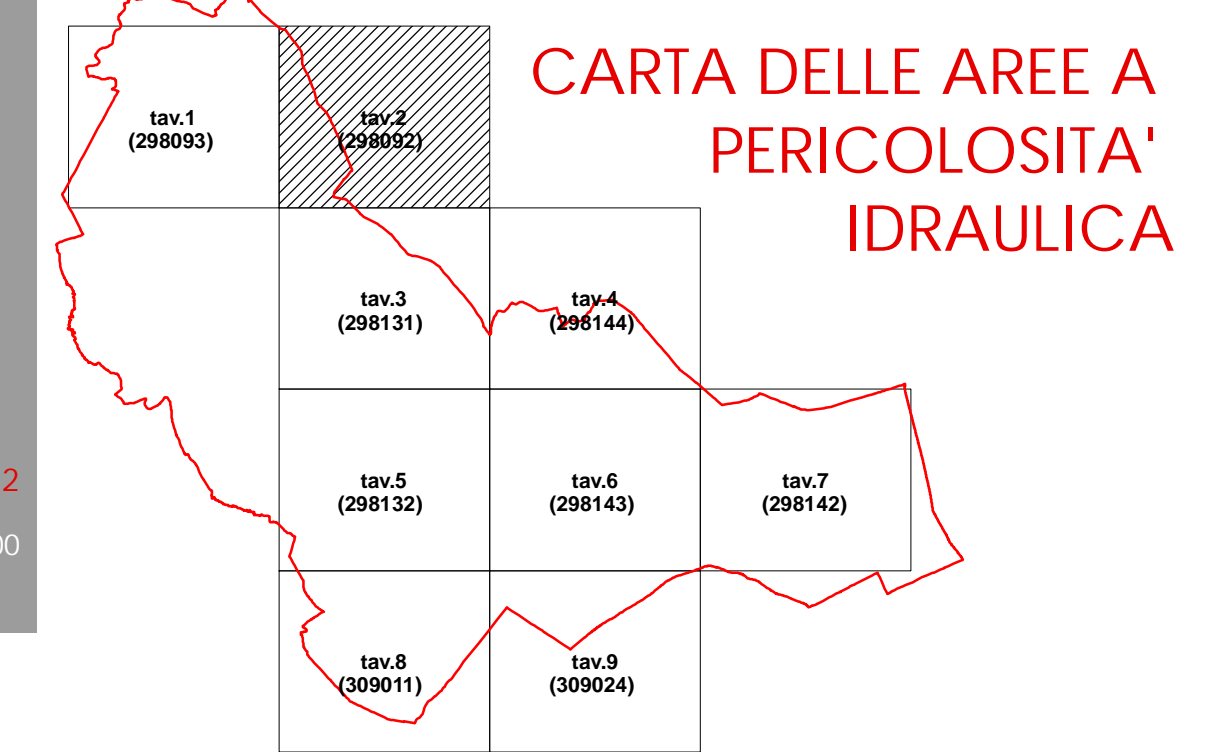 CARTA DELLE AREE A
PERICOLOSITA'
IDRAULICA
tav.1
(298093)
tav.2
(298092)
tav.3
(298131)
tav.4
(298144)
tav.5
(298132)
tav.6
(298143)
tav.7
(298142)
tav.8
(309011)
tav.9
(309024)
2
00